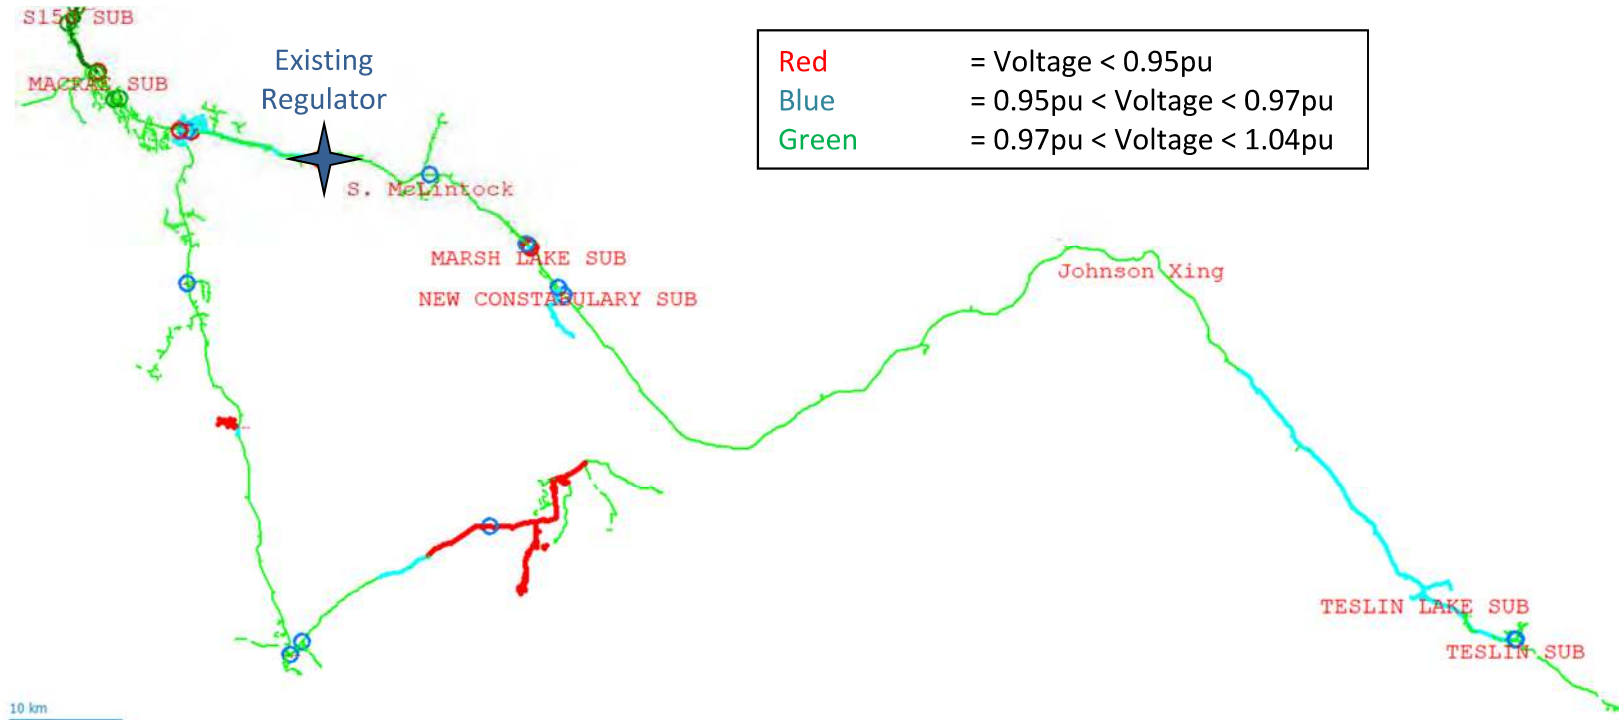 S15 SUB
MACRAE SUB
Existing
Regulator
Red = Voltage < 0.95pu
Blue = 0.95pu < Voltage < 0.97pu
Green = 0.97pu < Voltage < 1.04pu
S. McLintock
MARSH LAKE SUB
NEW CONSTABULARY SUB
Johnson Xing
TESLIN LAKE SUB
TESLIN SUB
10 km